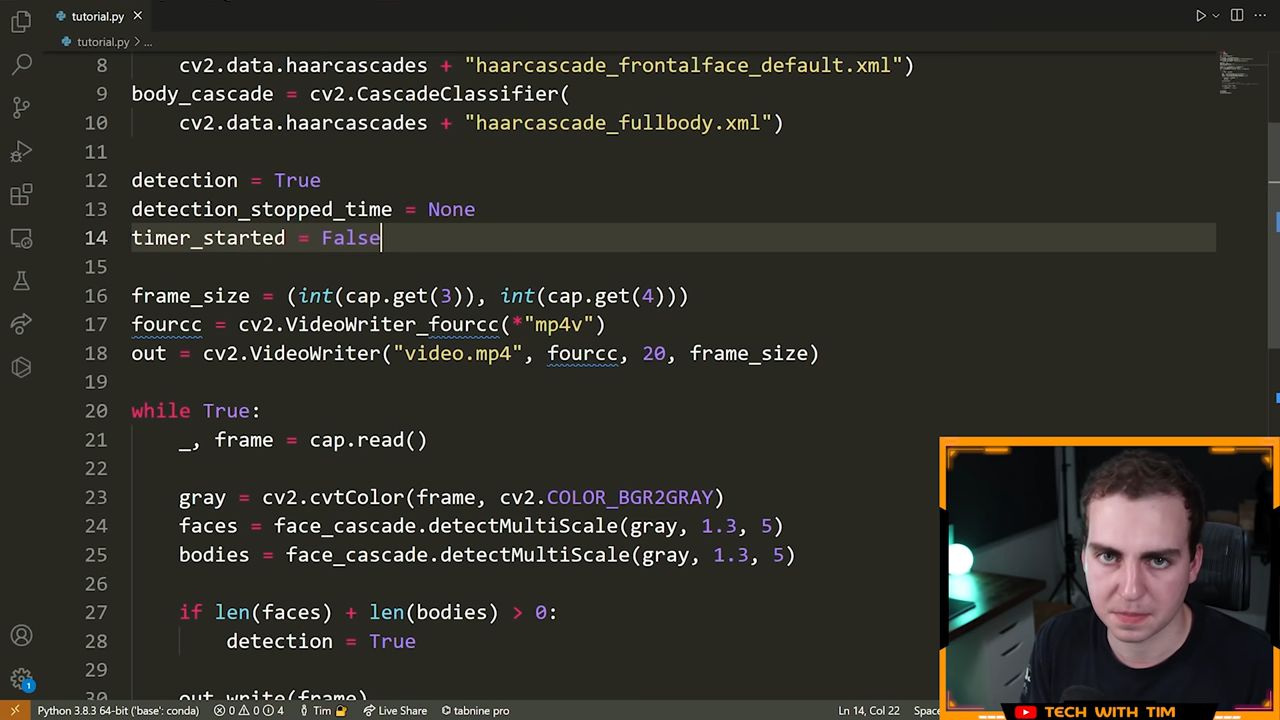 tutorial.py
tutorial.py > ...
8 cv2.data.haarcascades + "haarcascade_frontalface_default.xml")
9 body_cascade = cv2.CascadeClassifier(
10 cv2.data.haarcascades + "haarcascade_fullbody.xml")
11
12 detection = True
13 detection_stopped_time = None
14 timer_started = False
15
16 frame_size = (int(cap.get(3)), int(cap.get(4)))
17 fourcc = cv2.VideoWriter_fourcc(*"mp4v")
18 out = cv2.VideoWriter("video.mp4", fourcc, 20, frame_size)
19
20 while True:
21 _, frame = cap.read()
22
23 gray = cv2.cvtColor(frame, cv2.COLOR_BGR2GRAY)
24 faces = face_cascade.detectMultiScale(gray, 1.3, 5)
25 bodies = face_cascade.detectMultiScale(gray, 1.3, 5)
26
27 if len(faces) + len(bodies) > 0:
28 detection = True
29
30 out.write(frame)
1 Python 3.8.3 64-bit ('base': conda) 0 0 4 Tim Live Share tabnine pro Ln 14, Col 22 Space
TECH WITH TIM